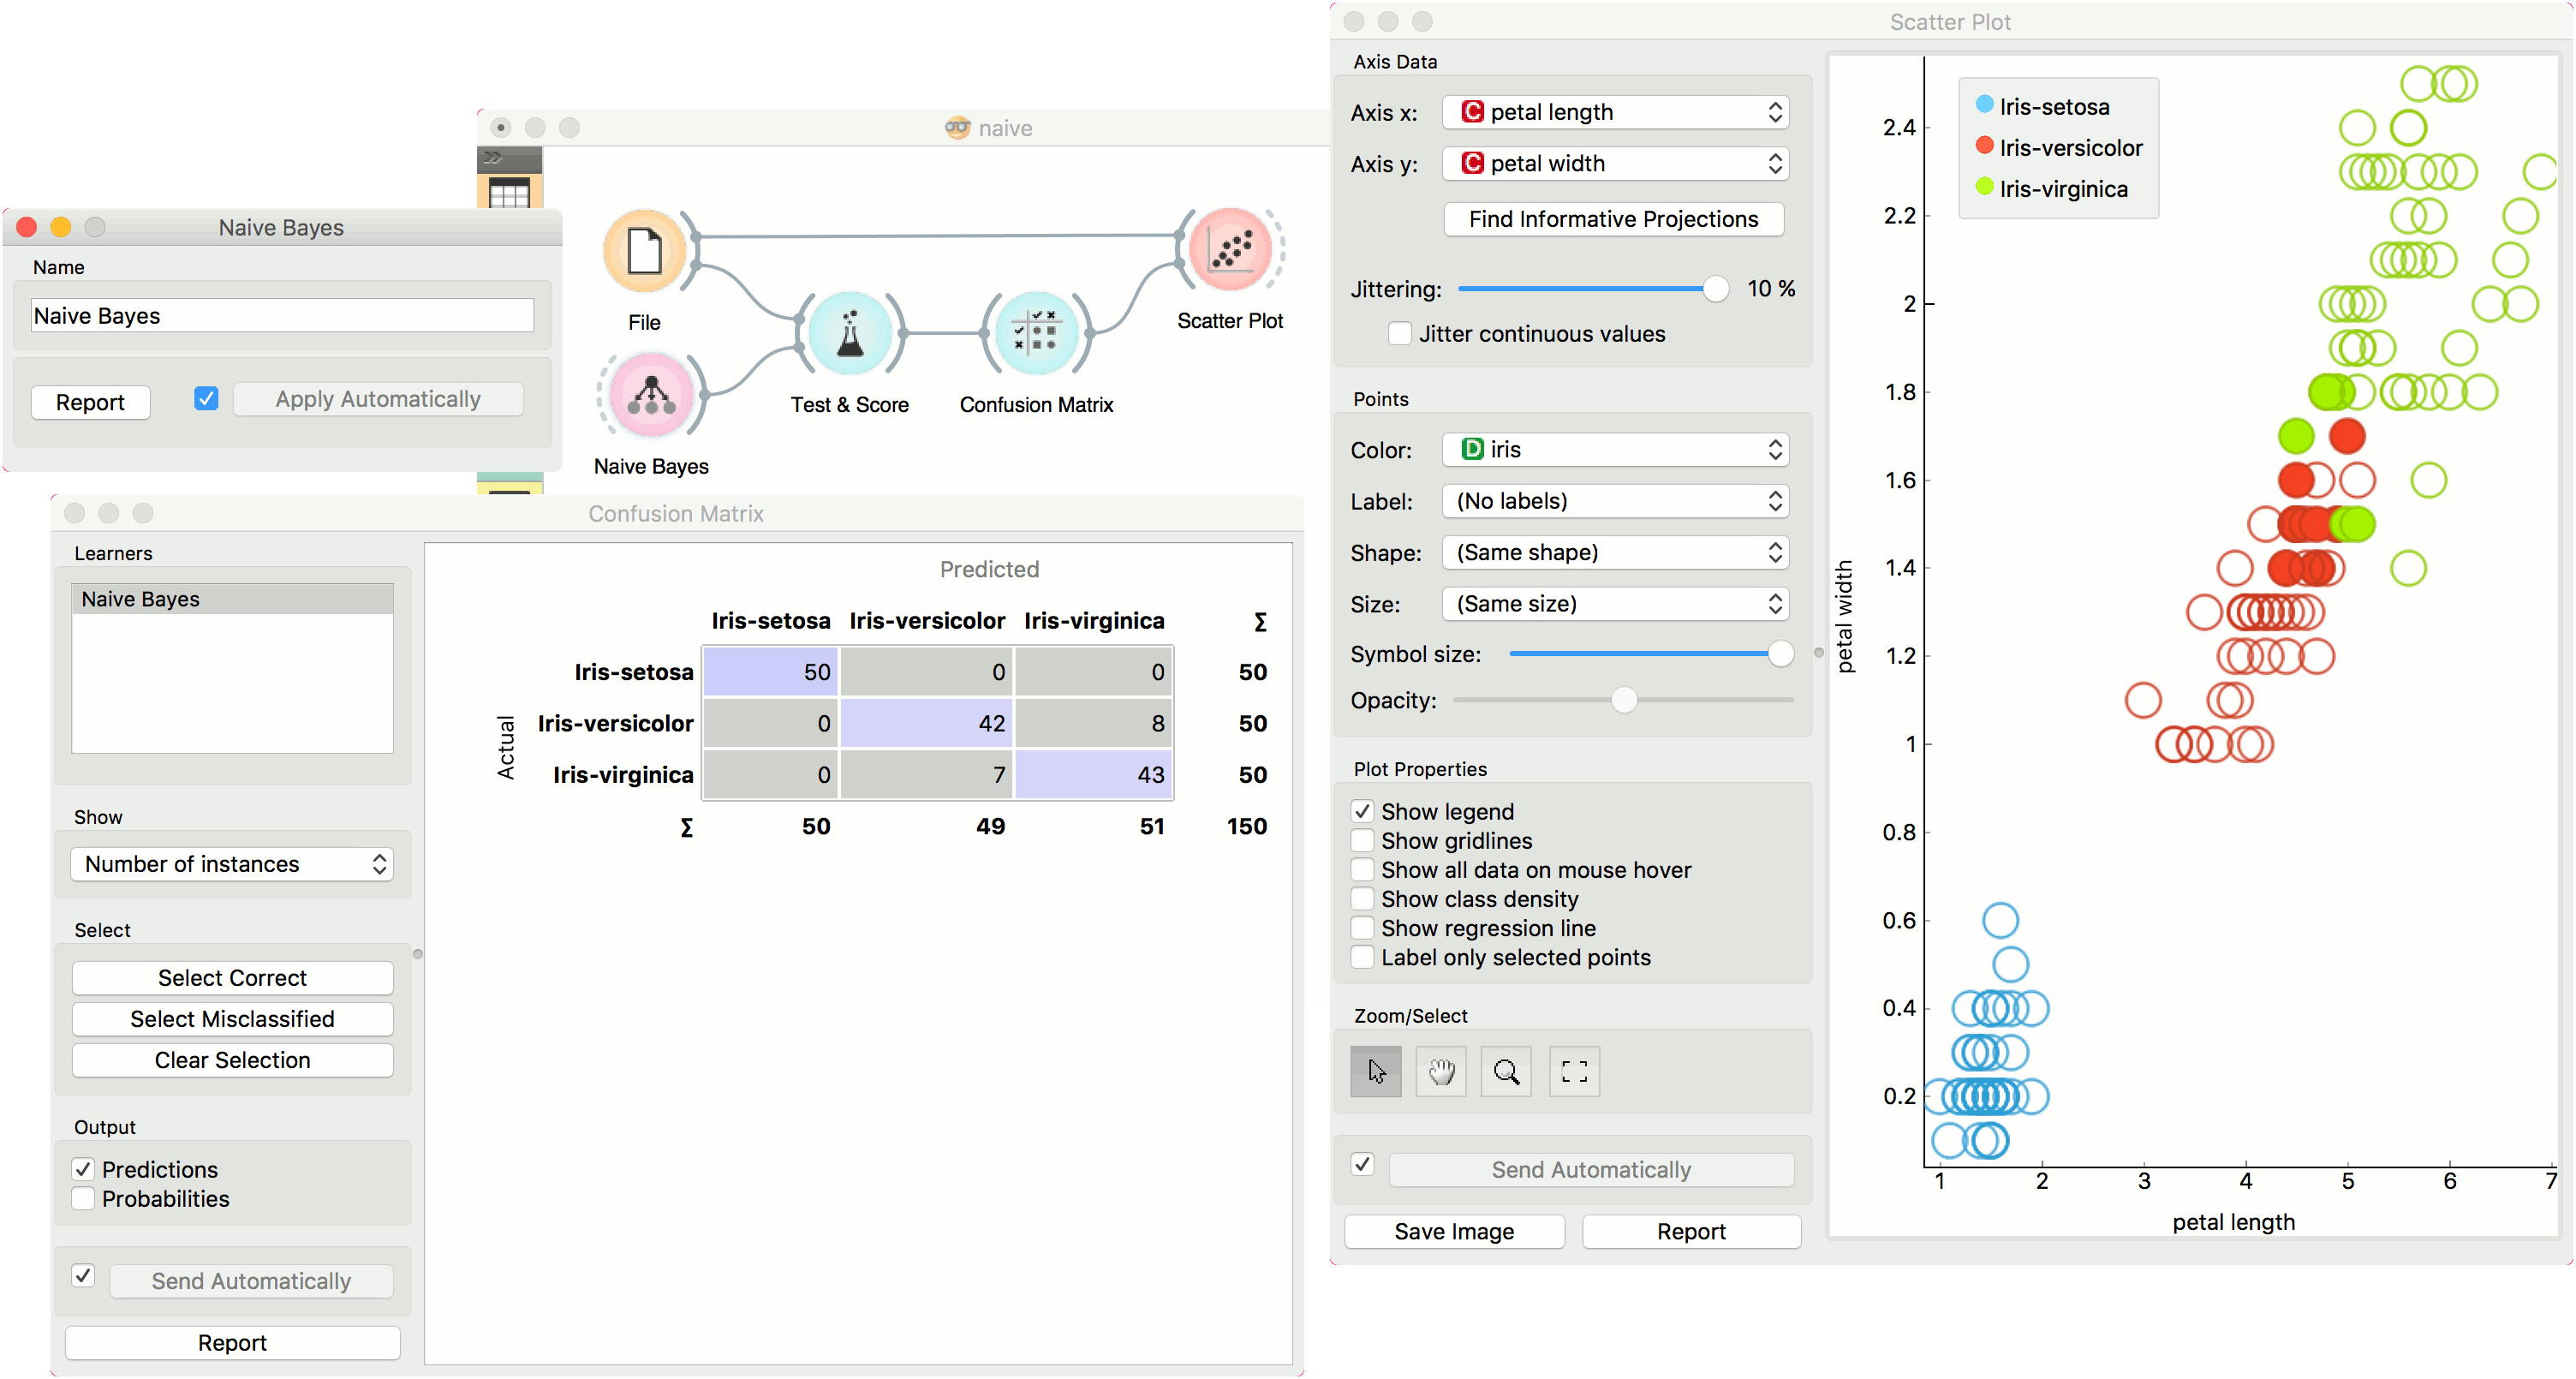 Naive Bayes
Name
Naive Bayes
Report
Apply Automatically
naive
File
Naive Bayes
Test & Score
Confusion Matrix
Scatter Plot
Confusion Matrix
Learners
Naive Bayes
Show
Number of instances
Select
Select Correct
Select Misclassified
Clear Selection
Output
Predictions
Probabilities
Send Automatically
Report
Predicted
Iris-setosa Iris-versicolor Iris-virginica Σ
Actual
Iris-setosa 50 0 0 50
Iris-versicolor 0 42 8 50
Iris-virginica 0 7 43 50
Σ 50 49 51 150
Scatter Plot
Axis Data
Axis x: C petal length
Axis y: C petal width
Find Informative Projections
Jittering: 10 %
Jitter continuous values
Points
Color: D iris
Label: (No labels)
Shape: (Same shape)
Size: (Same size)
Symbol size:
Opacity:
Plot Properties
Show legend
Show gridlines
Show all data on mouse hover
Show class density
Show regression line
Label only selected points
Zoom/Select
Send Automatically
Save Image Report
Iris-setosa
Iris-versicolor
Iris-virginica
petal width
2.4
2.2
2
1.8
1.6
1.4
1.2
1
0.8
0.6
0.4
0.2
1 2 3 4 5 6 7
petal length